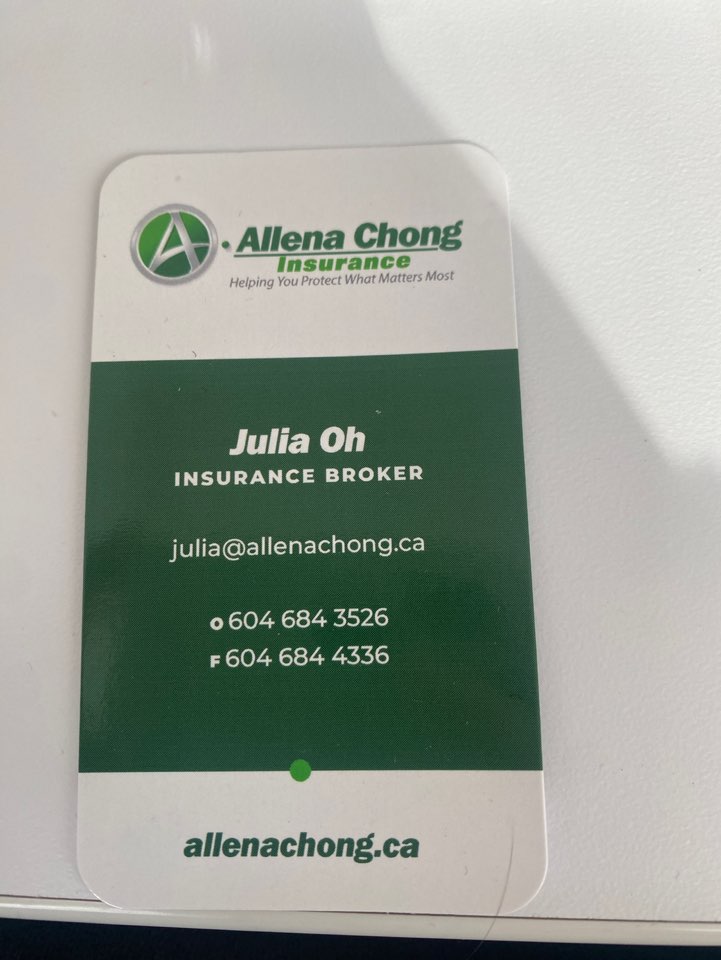 Allena Chong
Insurance
Helping You Protect What Matters Most
Julia Oh
INSURANCE BROKER
julia@allenachong.ca
O 604 684 3526
F 604 684 4336
allenachong.ca